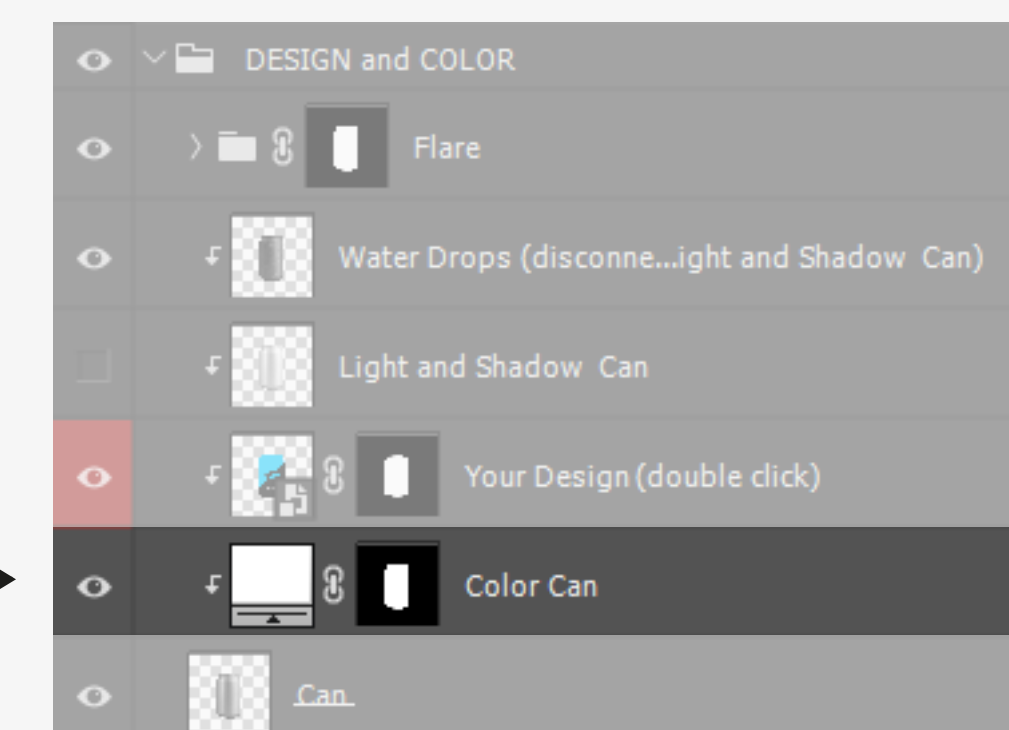 DESIGN and COLOR
Flare
Water Drops (disconne...ight and Shadow  Can)
Light and Shadow  Can
Your Design (double click)
Color Can
Can